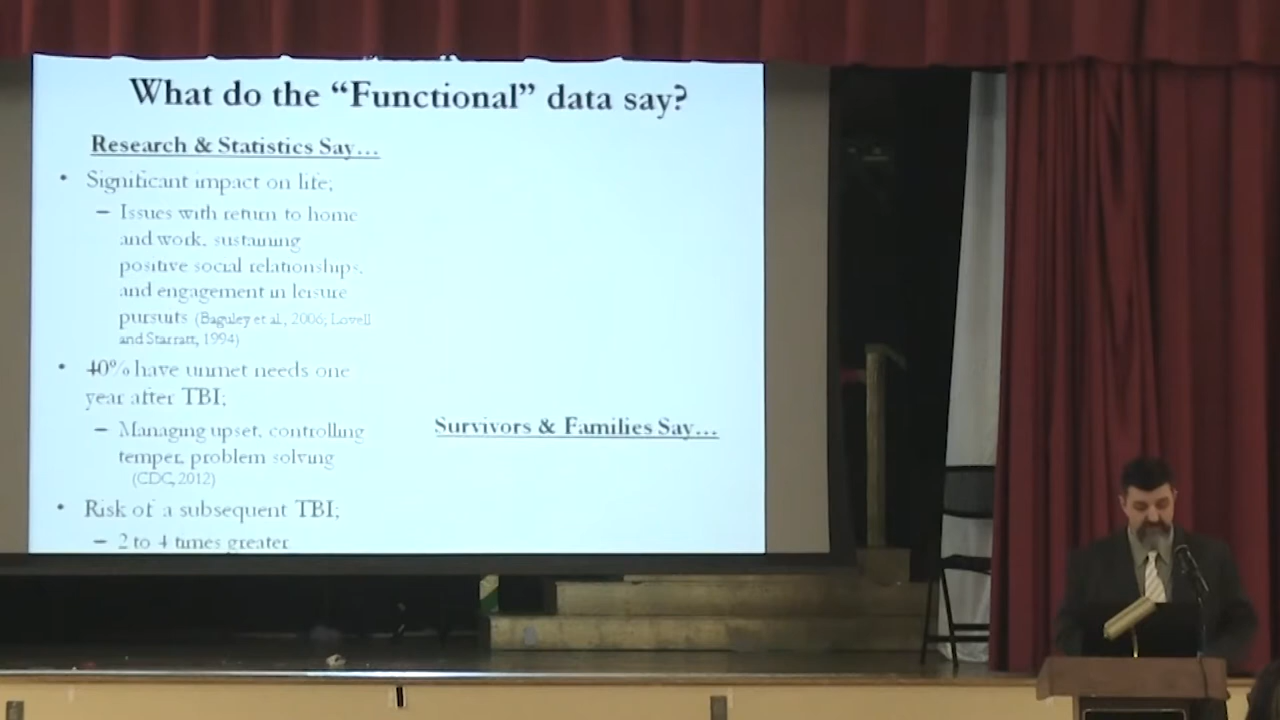 What do the “Functional” data say?
Research & Statistics Say...
• Significant impact on life;
– Issues with return to home
and work, sustaining
positive social relationships,
and engagement in leisure
pursuits (Baguley et al., 2006; Lovell
and Starratt, 1994)
• 40% have unmet needs one
year after TBI;
– Managing upset, controlling
temper, problem solving
(CDC, 2012)
• Risk of a subsequent TBI;
– 2 to 4 times greater
Survivors & Families Say...